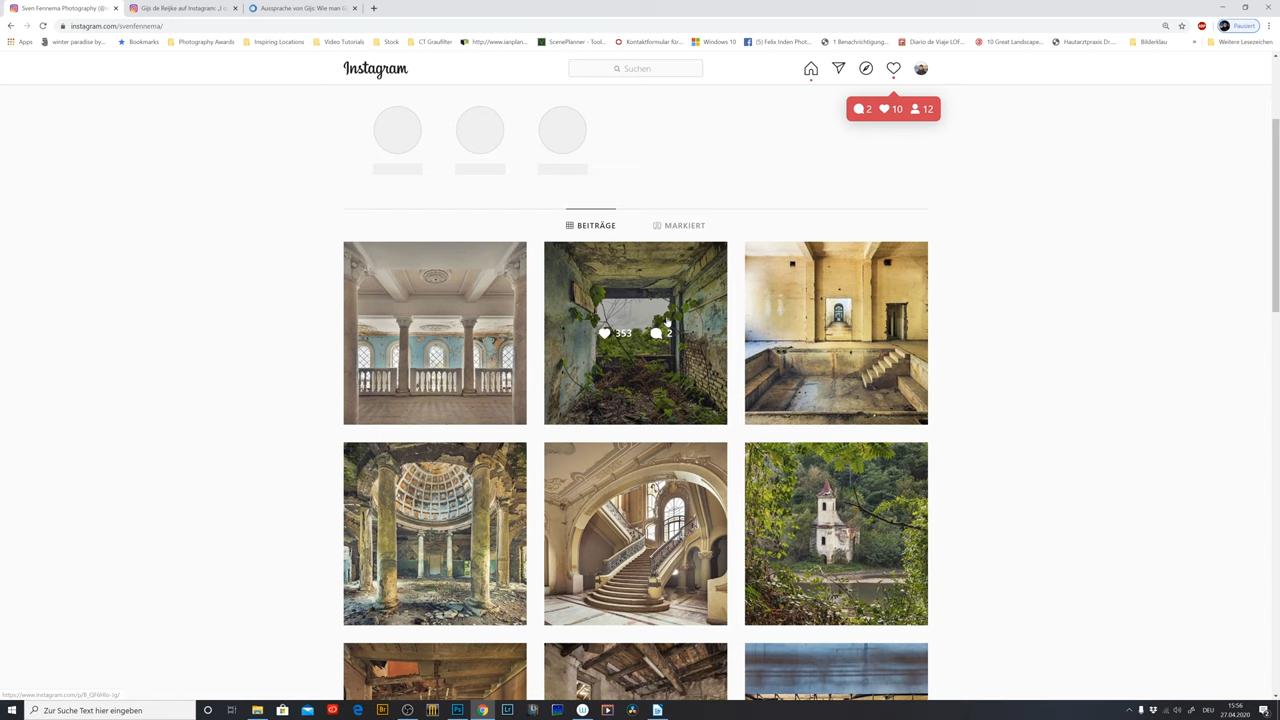 Sven Fennema Photography (@s
Gijs de Reijke auf Instagram: „I o
Aussprache von Gijs: Wie man G
instagram.com/svenfennema/
Pausiert
Apps
winter paradise by...
Bookmarks
Photography Awards
Inspiring Locations
Video Tutorials
Stock
CT Graufilter
http://www.ianplan...
ScenePlanner - Tool...
Kontaktformular für...
Windows 10
(5) Felix Inden Phot...
1 Benachrichtigung...
Diario de Viaje LOF...
10 Great Landscape...
Hautarztpraxis Dr....
Bilderklau
»
Weitere Lesezeichen
Instagram
Suchen
2 10 12
BEITRÄGE
MARKIERT
353 2
https://www.instagram.com/p/B_QF6Hlo-Jg/
Zur Suche Text hier eingeben
DEU
15:56
27.04.2020
2